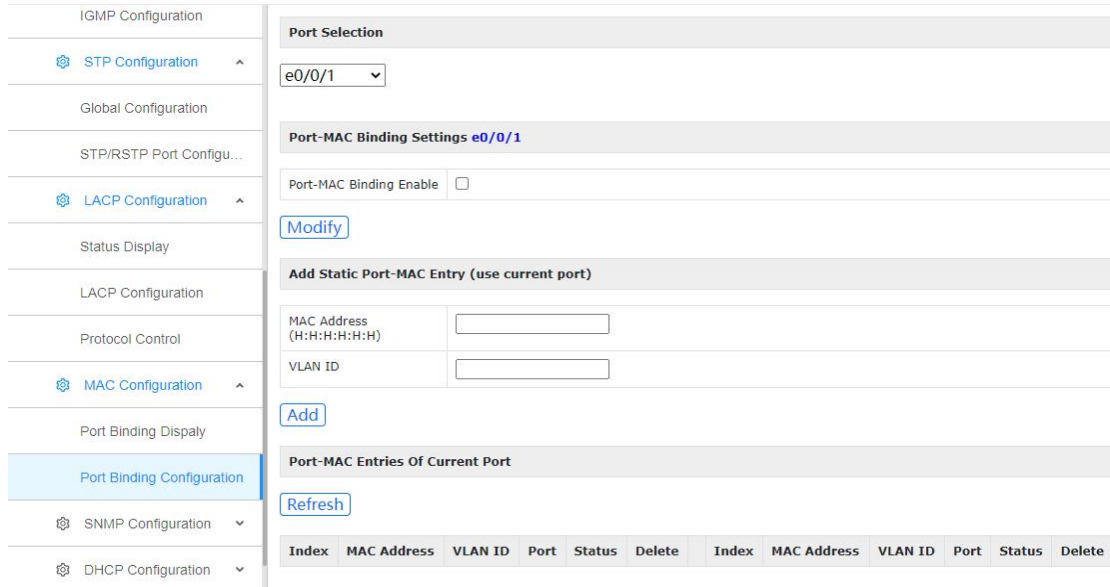 IGMP Configuration
STP Configuration
Global Configuration
STP/RSTP Port Configu...
LACP Configuration
Status Display
LACP Configuration
Protocol Control
MAC Configuration
Port Binding Dispaly
Port Binding Configuration
SNMP Configuration
DHCP Configuration
Port Selection
e0/0/1
Port-MAC Binding Settings e0/0/1
Port-MAC Binding Enable
Modify
Add Static Port-MAC Entry (use current port)
MAC Address
(H:H:H:H:H:H)
VLAN ID
Add
Port-MAC Entries Of Current Port
Refresh
Index MAC Address VLAN ID Port Status Delete Index MAC Address VLAN ID Port Status Delete